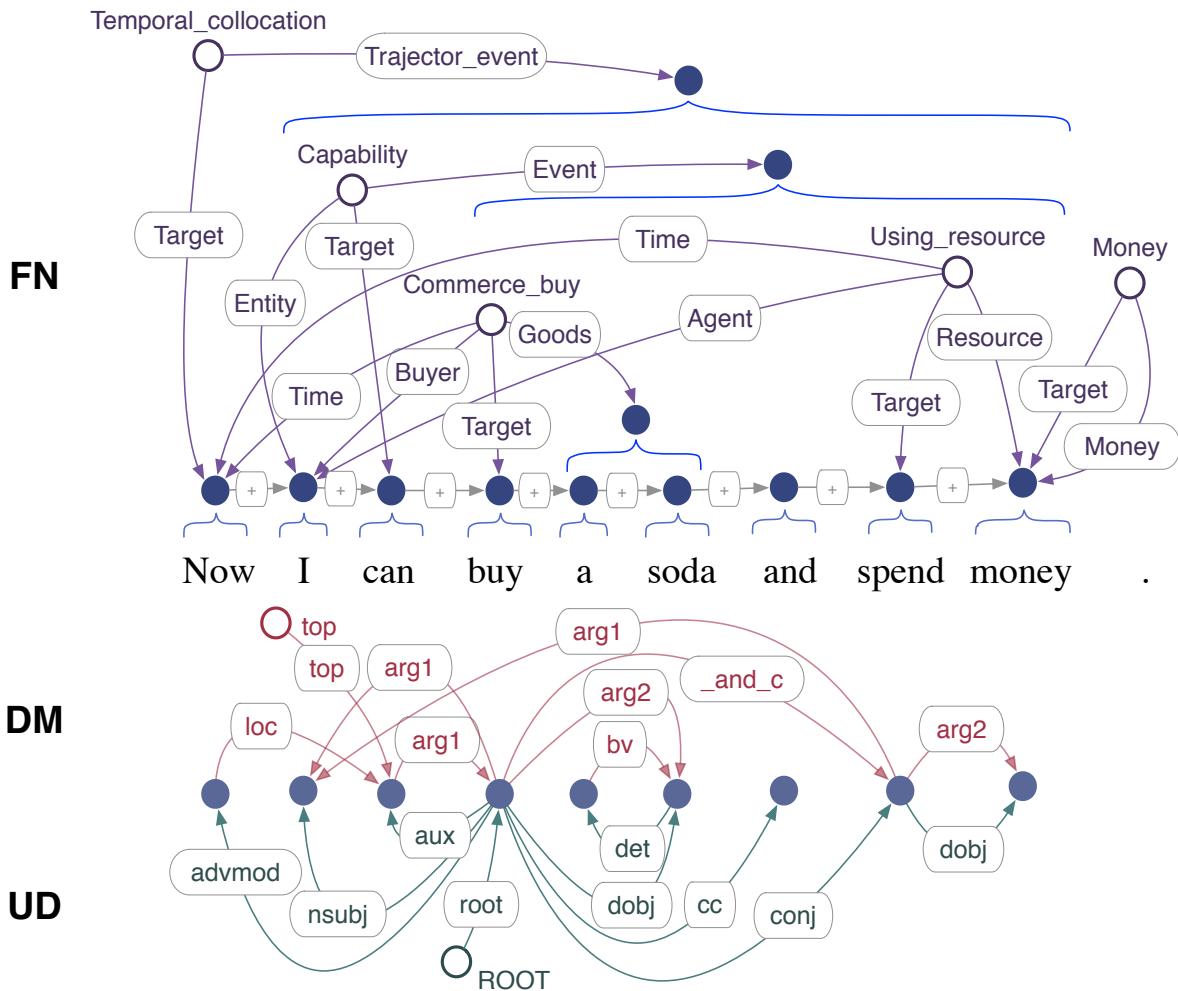 Temporal_collocation
Trajector_event
Capability
Event
Target
Target
Time
Using_resource
Money
FN
Entity
Commerce_buy
Goods
Agent
Resource
Buyer
Time
Target
Target
Target
Money
+ + + + + + + +
Now I can buy a soda and spend money .
top
arg1
top
arg1
_and_c
arg2
DM
loc
arg1
bv
arg2
aux
det
dobj
advmod
UD
nsubj
root
dobj
cc
conj
ROOT